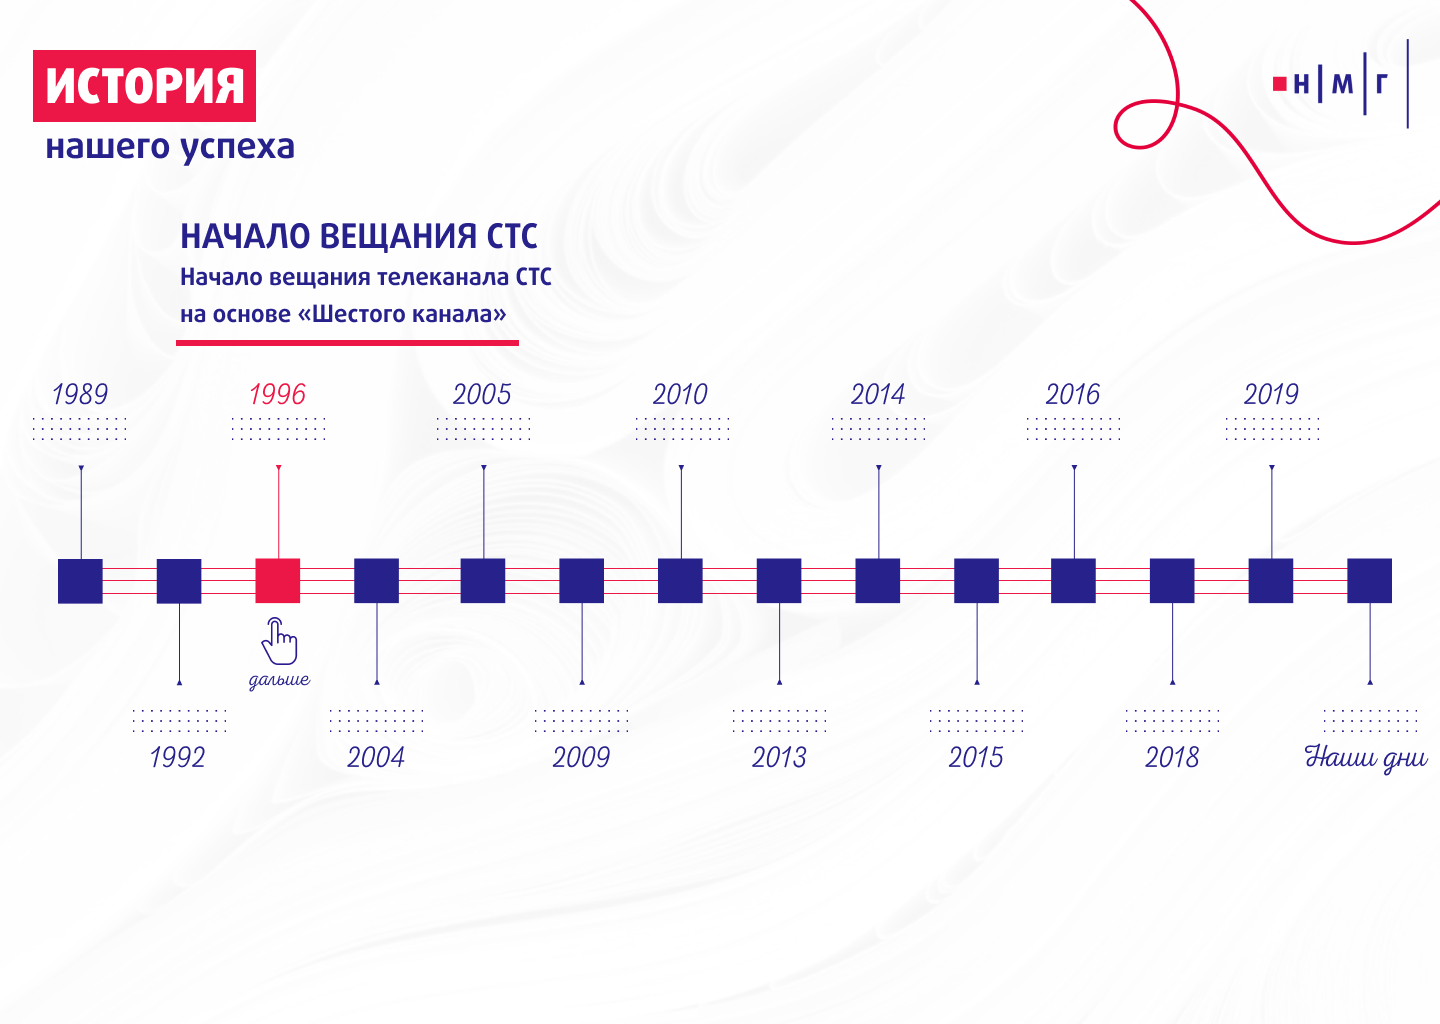 ИСТОРИЯ
нашего успеха
Н|М|Г
НАЧАЛО ВЕЩАНИЯ СТС
Начало вещания телеканала СТС
на основе «Шестого канала»
1989 1996 2005 2010 2014 2016 2019
дальше
1992 2004 2009 2013 2015 2018 Наши дни